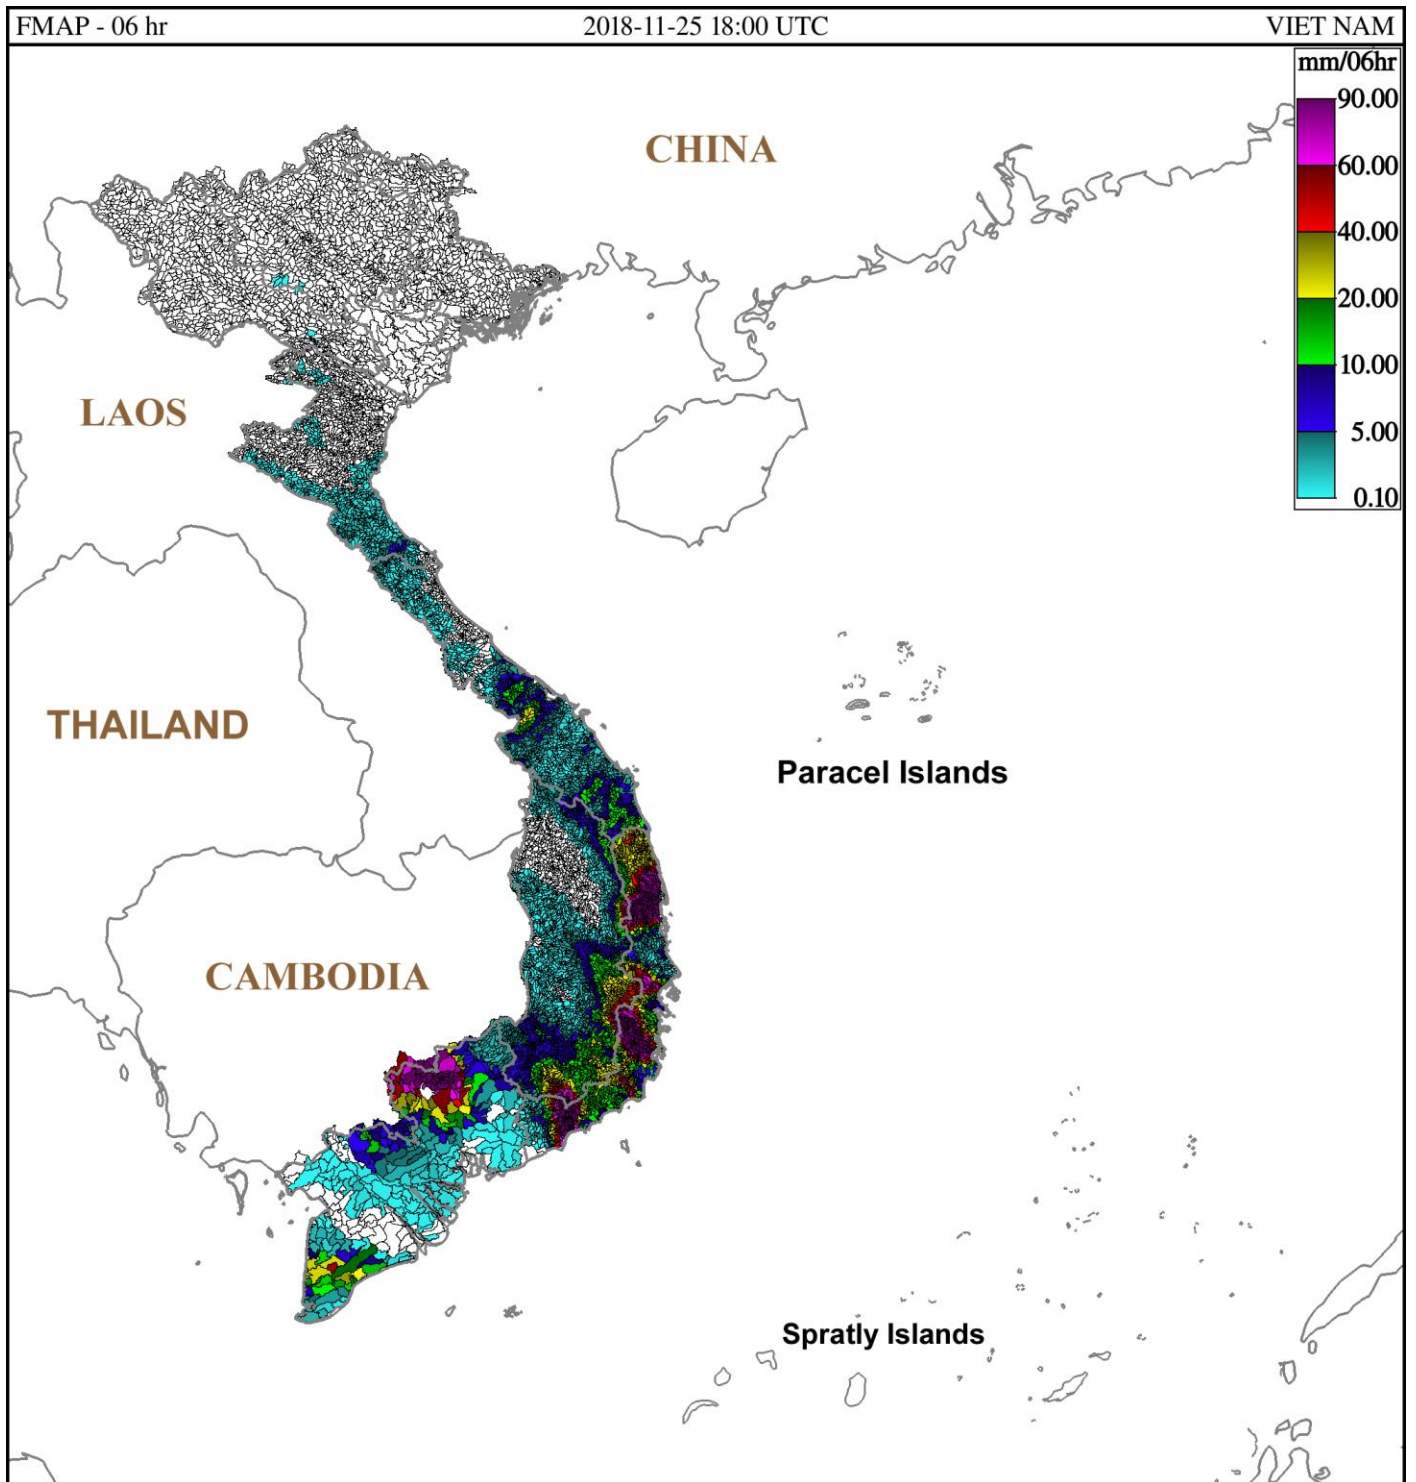 FMAP - 06 hr
2018-11-25 18:00 UTC
VIET NAM
mm/06hr
90.00
60.00
40.00
20.00
10.00
5.00
0.10
CHINA
LAOS
THAILAND
Paracel Islands
CAMBODIA
Spratly Islands